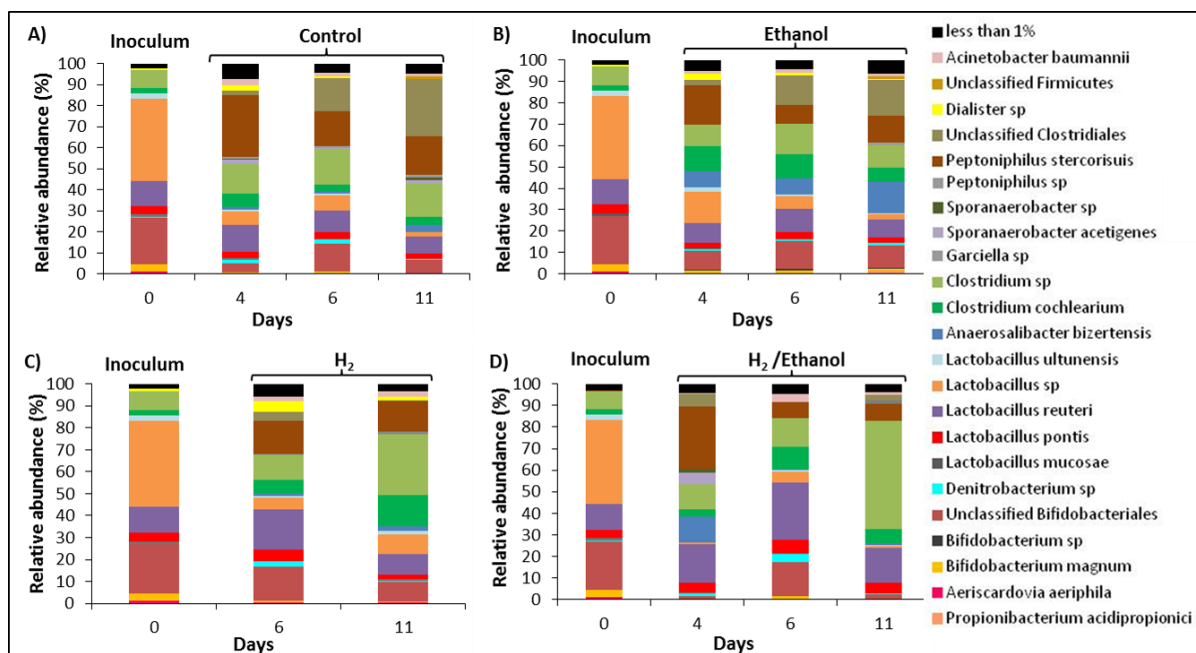 A)
Inoculum
Control
Relative abundance (%)
100
90
80
70
60
50
40
30
20
10
0
0
4
6
11
Days
B)
Inoculum
Ethanol
Relative abundance (%)
100
90
80
70
60
50
40
30
20
10
0
0
4
6
11
Days
C)
Inoculum
H2
Relative abundance (%)
100
90
80
70
60
50
40
30
20
10
0
0
6
11
Days
D)
Inoculum
H2 /Ethanol
Relative abundance (%)
100
90
80
70
60
50
40
30
20
10
0
0
4
6
11
Days
less than 1%
Acinetobacter baumannii
Unclassified Firmicutes
Dialister sp
Unclassified Clostridiales
Peptoniphilus stercorisuis
Peptoniphilus sp
Sporanaerobacter sp
Sporanaerobacter acetigenes
Garciella sp
Clostridium sp
Clostridium cochlearium
Anaerosalibacter bizertensis
Lactobacillus ultunensis
Lactobacillus sp
Lactobacillus reuteri
Lactobacillus pontis
Lactobacillus mucosae
Denitrobacterium sp
Unclassified Bifidobacteriales
Bifidobacterium sp
Bifidobacterium magnum
Aeriscardovia aeriphila
Propionibacterium acidipropionici